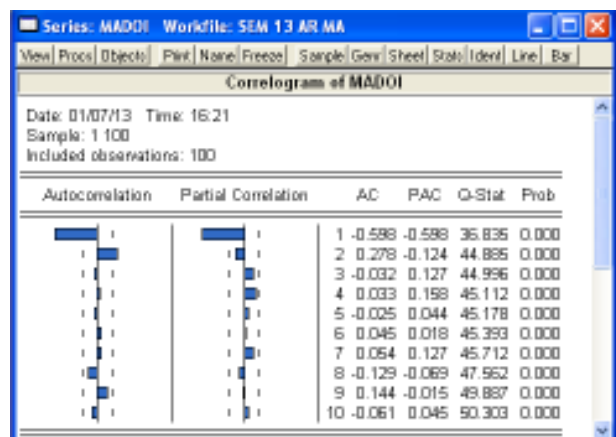 Series: MADOI Workfile: SEM 13 AR MA
View Procs Objects Print Name Freeze Sample Genr Sheet Stats Ident Line Bar
Correlogram of MADOI
Date: 01/07/13 Time: 16:21
Sample: 1 100
Included observations: 100
Autocorrelation Partial Correlation AC PAC Q-Stat Prob
1 -0.598 -0.598 36.835 0.000
2 0.278 -0.124 44.885 0.000
3 -0.032 0.127 44.996 0.000
4 0.033 0.158 45.112 0.000
5 -0.025 0.044 45.178 0.000
6 0.045 0.018 45.393 0.000
7 0.054 0.127 45.712 0.000
8 -0.129 -0.069 47.562 0.000
9 0.144 -0.015 49.887 0.000
10 -0.061 0.045 50.303 0.000